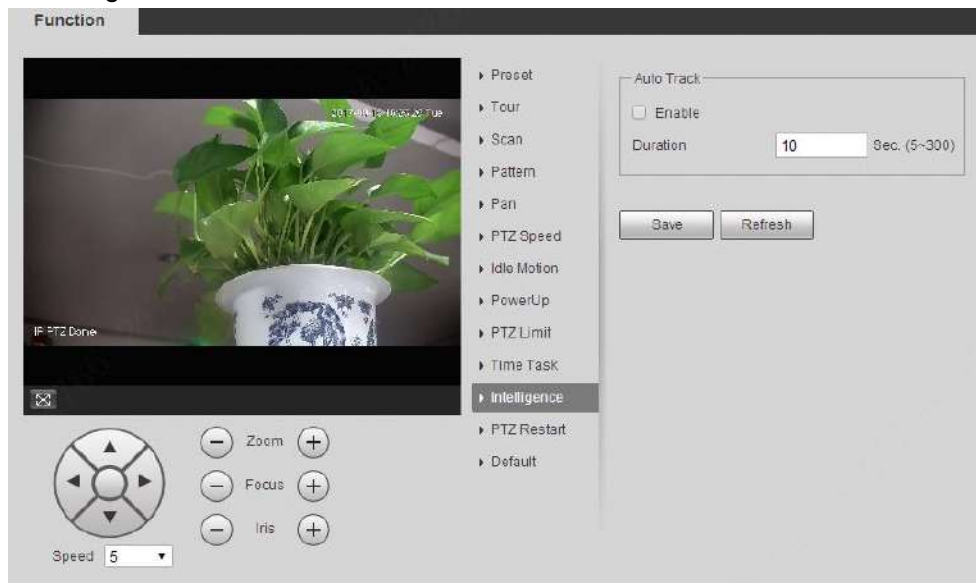 Function
Preset
Tour
Scan
Pattern
Pan
PTZ Speed
Idle Motion
PowerUp
PTZ Limit
Time Task
Intelligence
PTZ Restart
Default
Auto Track
Enable
Duration 10 Sec. (5~300)
Save Refresh
Tue
IP PTZ Dome
Zoom
Focus
Iris
Speed 5